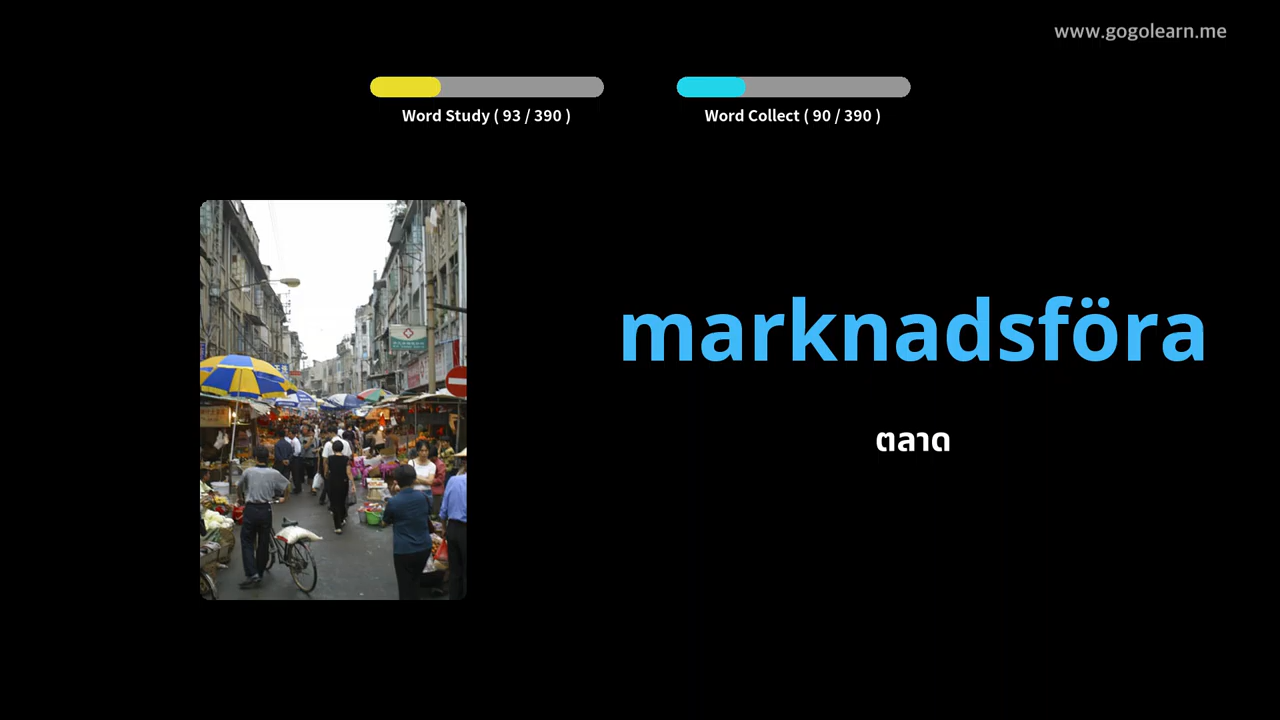 www.gogolearn.me
Word Study ( 93 / 390 )
Word Collect ( 90 / 390 )
marknadsföra
ตลาด